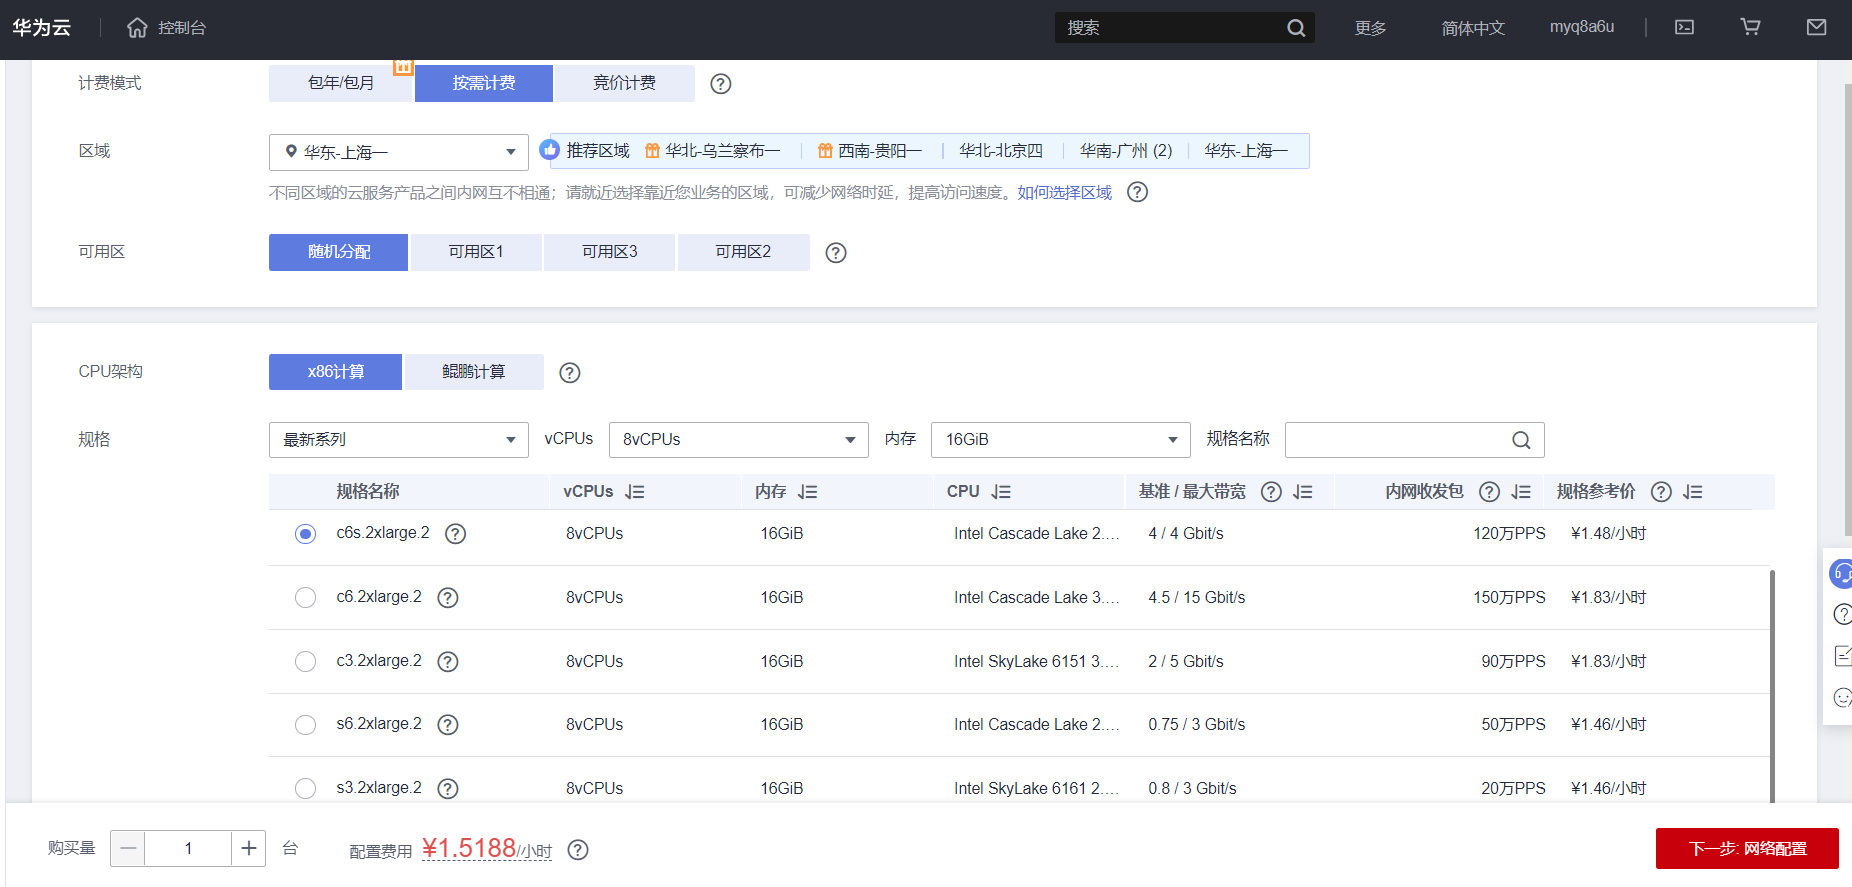 华为云 控制台 搜索 更多 简体中文 myq8a6u
计费模式 包年/包月 按需计费 竞价计费
区域 华东-上海一 推荐区域 华北-乌兰察布一 西南-贵阳一 华北-北京四 华南-广州 (2) 华东-上海一
不同区域的云服务产品之间内网互不相通；请就近选择靠近您业务的区域，可减少网络时延，提高访问速度。如何选择区域
可用区 随机分配 可用区1 可用区3 可用区2
CPU架构 x86计算 鲲鹏计算
规格 最新系列 vCPUs 8vCPUs 内存 16GiB 规格名称
规格名称 vCPUs 内存 CPU 基准 / 最大带宽 内网收发包 规格参考价
c6s.2xlarge.2 8vCPUs 16GiB Intel Cascade Lake 2.... 4 / 4 Gbit/s 120万PPS ¥1.48/小时
c6.2xlarge.2 8vCPUs 16GiB Intel Cascade Lake 3.... 4.5 / 15 Gbit/s 150万PPS ¥1.83/小时
c3.2xlarge.2 8vCPUs 16GiB Intel SkyLake 6151 3.... 2 / 5 Gbit/s 90万PPS ¥1.83/小时
s6.2xlarge.2 8vCPUs 16GiB Intel Cascade Lake 2.... 0.75 / 3 Gbit/s 50万PPS ¥1.46/小时
s3.2xlarge.2 8vCPUs 16GiB Intel SkyLake 6161 2.... 0.8 / 3 Gbit/s 20万PPS ¥1.46/小时
购买量 1 台 配置费用 ¥1.5188/小时 下一步: 网络配置